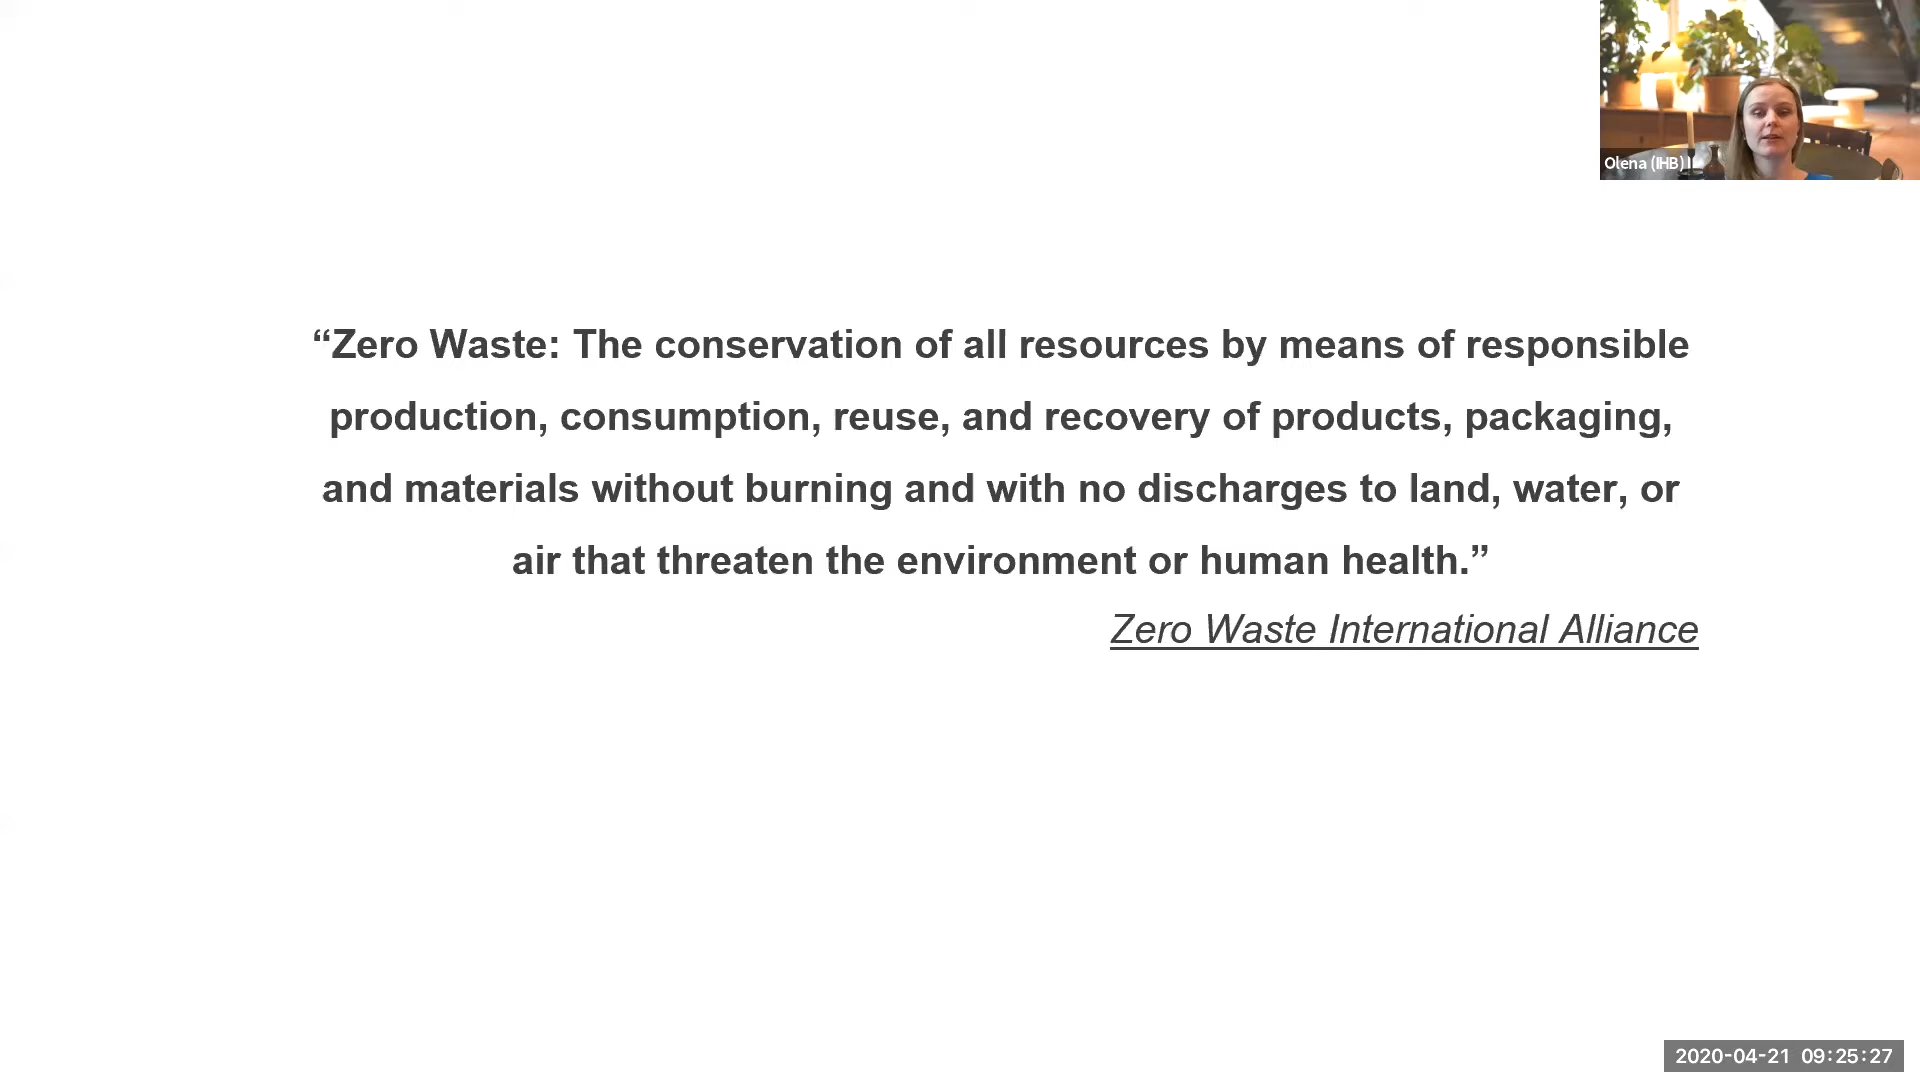 Olena (IHB)
“Zero Waste: The conservation of all resources by means of responsible
production, consumption, reuse, and recovery of products, packaging,
and materials without burning and with no discharges to land, water, or
air that threaten the environment or human health.”
Zero Waste International Alliance
2020-04-21 09:25:27